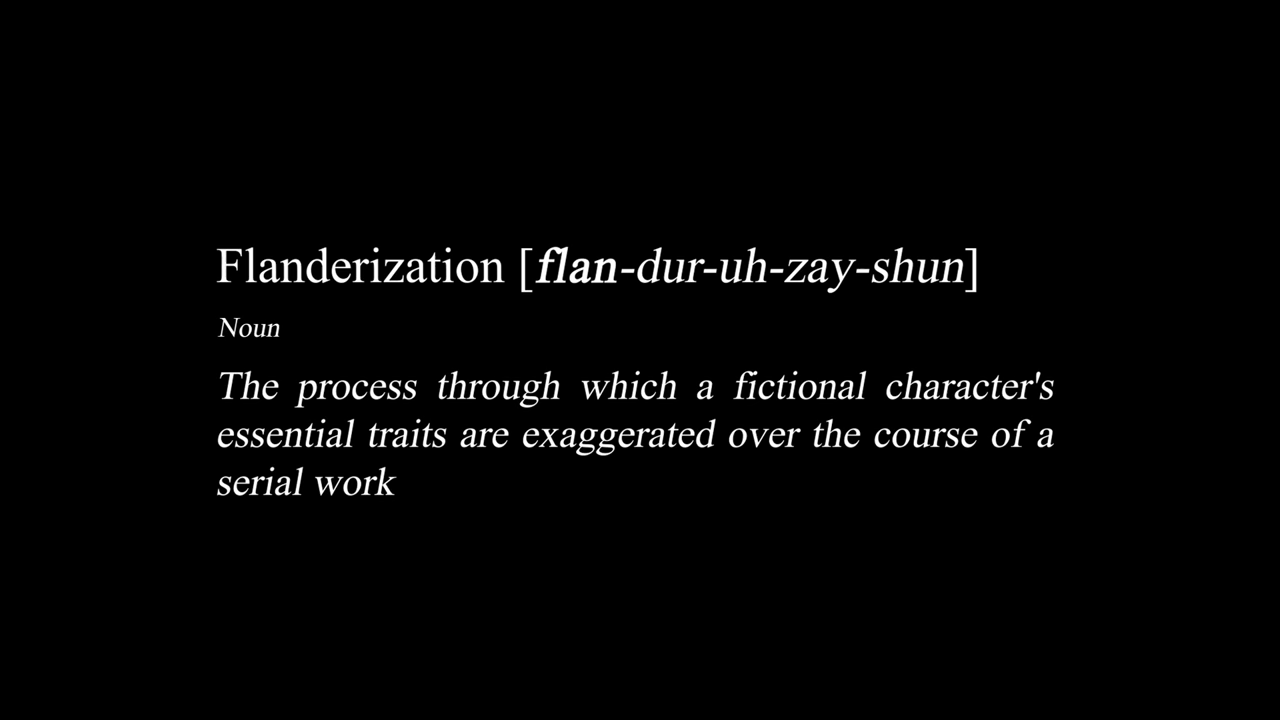 Flanderization [flan-dur-uh-zay-shun]
Noun
The process through which a fictional character's
essential traits are exaggerated over the course of a
serial work